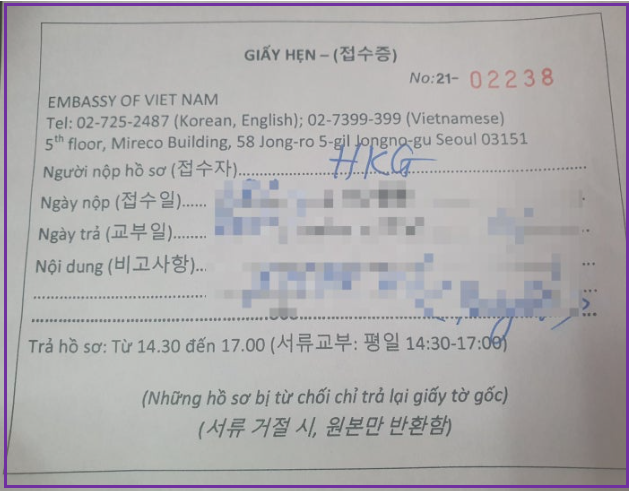 GIẤY HẸN – (접수증)
No:21- 02238
EMBASSY OF VIET NAM
Tel: 02-725-2487 (Korean, English); 02-7399-399 (Vietnamese)
5th floor, Mireco Building, 58 Jong-ro 5-gil Jongno-gu Seoul 03151
Người nộp hồ sơ (접수자)........ HKG ........
Ngày nộp (접수일).....
Ngày trả (교부일).......
Nội dung (비고사항)...
Trả hồ sơ: Từ 14.30 đến 17.00 (서류교부: 평일 14:30-17:00)
(Những hồ sơ bị từ chối chỉ trả lại giấy tờ gốc)
(서류 거절 시, 원본만 반환함)